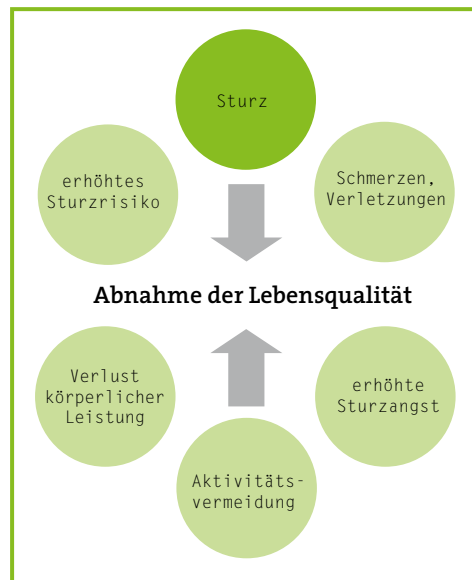 Sturz
erhöhtes
Sturzrisiko
Schmerzen,
Verletzungen
Abnahme der Lebensqualität
Verlust
körperlicher
Leistung
erhöhte
Sturzangst
Aktivitäts-
vermeidung